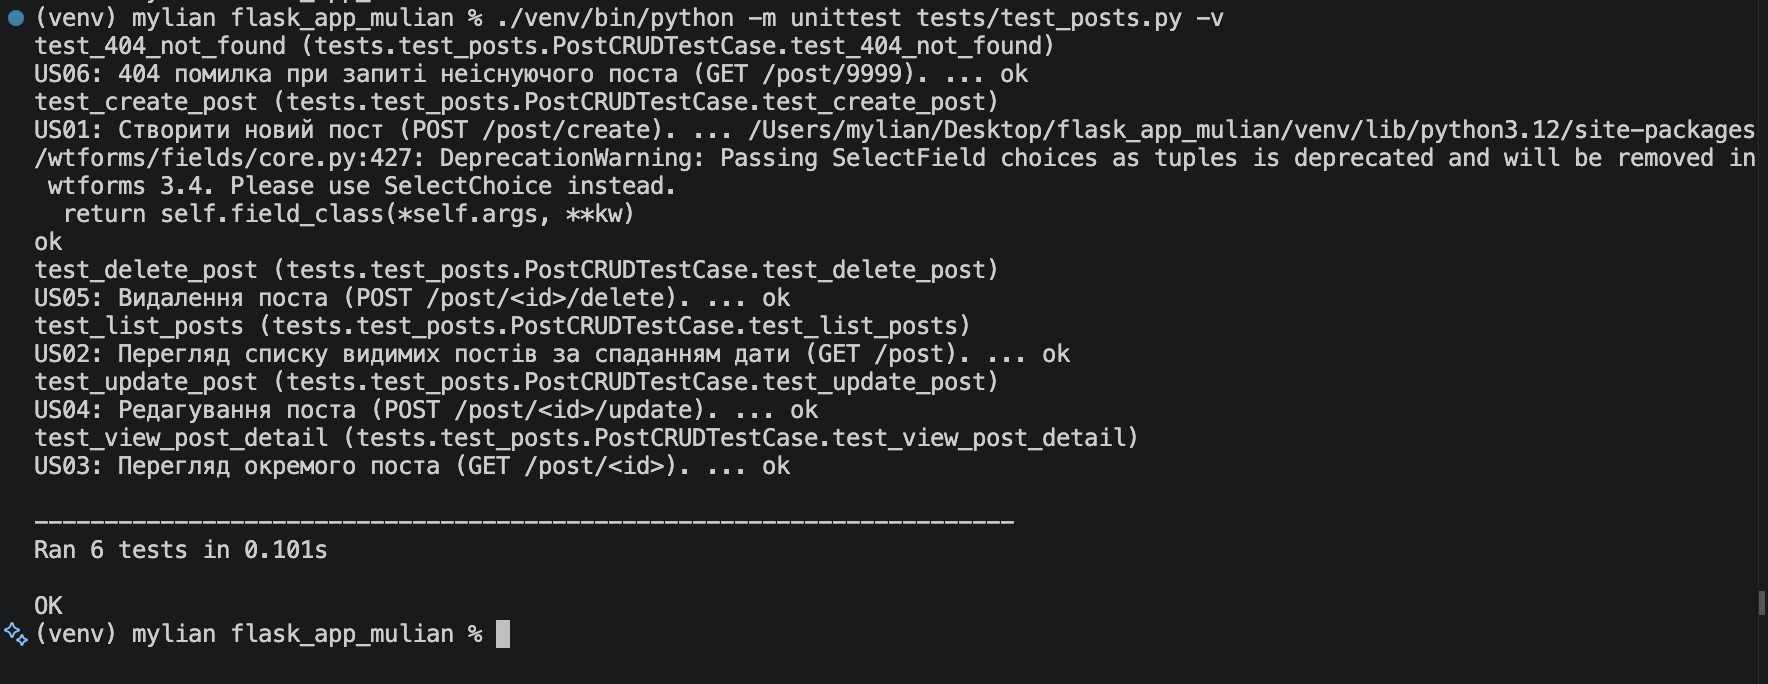 (venv) mylian flask_app_mulian % ./venv/bin/python -m unittest tests/test_posts.py -v
test_404_not_found (tests.test_posts.PostCRUDTestCase.test_404_not_found)
US06: 404 помилка при запиті неіснуючого поста (GET /post/9999). ... ok
test_create_post (tests.test_posts.PostCRUDTestCase.test_create_post)
US01: Створити новий пост (POST /post/create). ... /Users/mylian/Desktop/flask_app_mulian/venv/lib/python3.12/site-packages
/wtforms/fields/core.py:427: DeprecationWarning: Passing SelectField choices as tuples is deprecated and will be removed in
 wtforms 3.4. Please use SelectChoice instead.
  return self.field_class(*self.args, **kw)
ok
test_delete_post (tests.test_posts.PostCRUDTestCase.test_delete_post)
US05: Видалення поста (POST /post/<id>/delete). ... ok
test_list_posts (tests.test_posts.PostCRUDTestCase.test_list_posts)
US02: Перегляд списку видимих постів за спаданням дати (GET /post). ... ok
test_update_post (tests.test_posts.PostCRUDTestCase.test_update_post)
US04: Редагування поста (POST /post/<id>/update). ... ok
test_view_post_detail (tests.test_posts.PostCRUDTestCase.test_view_post_detail)
US03: Перегляд окремого поста (GET /post/<id>). ... ok
----------------------------------------------------------------------
Ran 6 tests in 0.101s
OK
(venv) mylian flask_app_mulian %